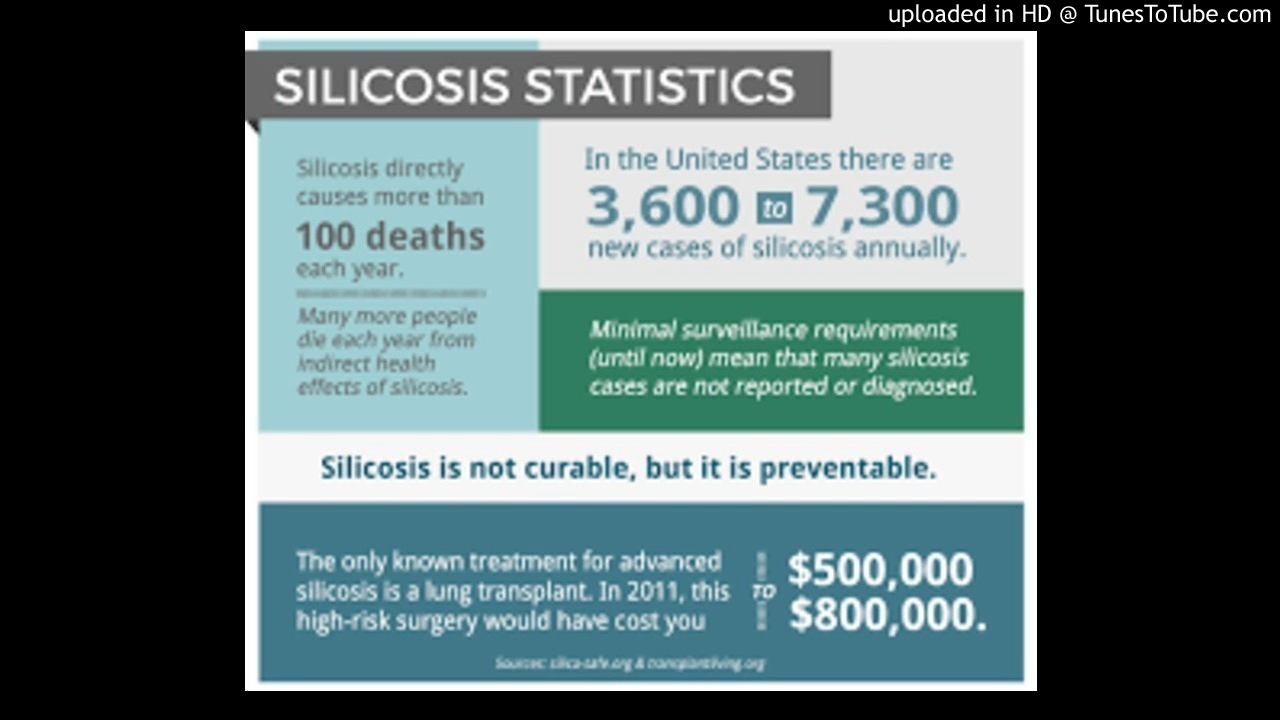 uploaded in HD @ TunesToTube.com
SILICOSIS STATISTICS
Silicosis directly
causes more than
100 deaths
each year.
Many more people
die each year from
indirect health
effects of silicosis.
In the United States there are
3,600 to 7,300
new cases of silicosis annually.
Minimal surveillance requirements
(until now) mean that many silicosis
cases are not reported or diagnosed.
Silicosis is not curable, but it is preventable.
The only known treatment for advanced
silicosis is a lung transplant. In 2011, this
high-risk surgery would have cost you
$500,000
TO
$800,000.
Sources: silica-safe.org & transplantliving.org